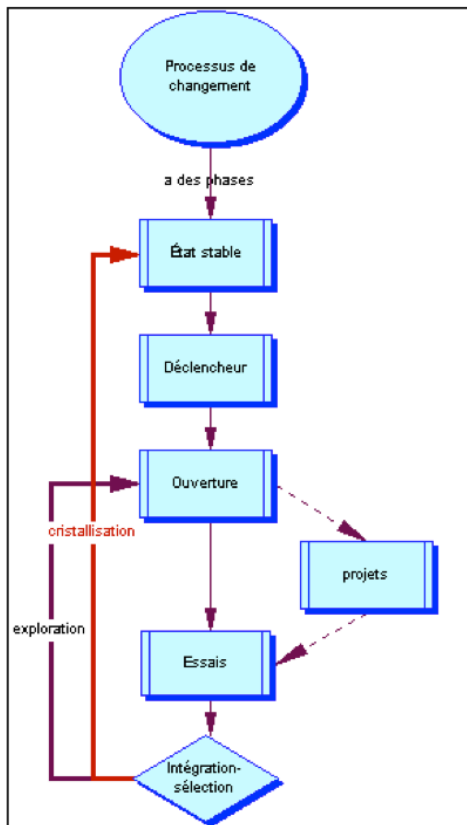 Processus de
changement
a des phases
État stable
Déclencheur
Ouverture
cristallisation
projets
exploration
Essais
Intégration-
sélection